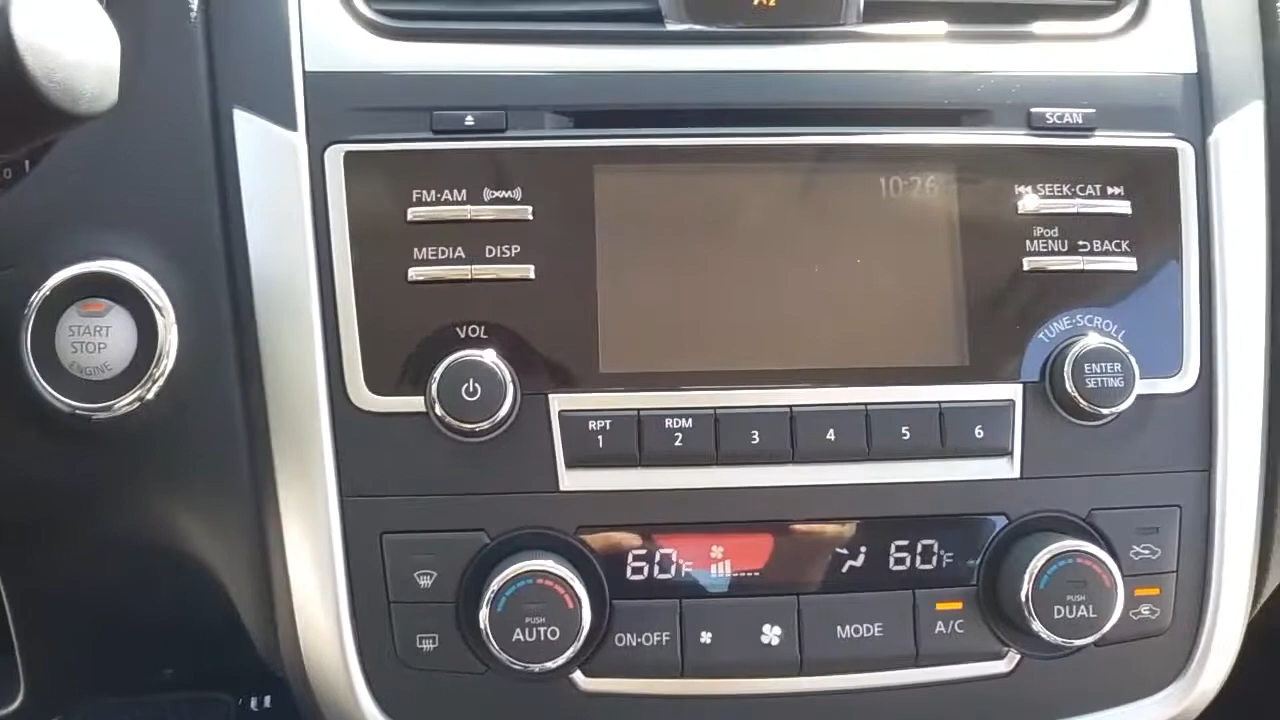 SCAN
FM·AM
((XM))
SEEK·CAT
10:26
iPod
MENU
BACK
MEDIA
DISP
VOL
TUNE·SCROLL
START
STOP
ENGINE
ENTER
SETTING
RPT
1
RDM
2
3
4
5
6
60°F
60°F
PUSH
AUTO
ON·OFF
MODE
A/C
PUSH
DUAL